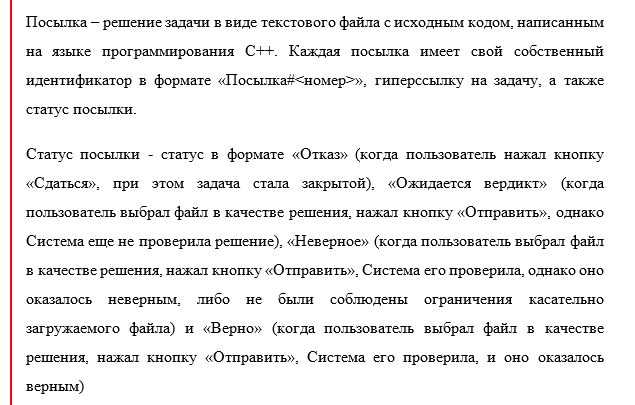 Посылка – решение задачи в виде текстового файла с исходным кодом, написанным
на языке программирования C++. Каждая посылка имеет свой собственный
идентификатор в формате «Посылка#<номер>», гиперссылку на задачу, а также
статус посылки.
Статус посылки - статус в формате «Отказ» (когда пользователь нажал кнопку
«Сдаться», при этом задача стала закрытой), «Ожидается вердикт» (когда
пользователь выбрал файл в качестве решения, нажал кнопку «Отправить», однако
Система еще не проверила решение), «Неверное» (когда пользователь выбрал файл
в качестве решения, нажал кнопку «Отправить», Система его проверила, однако оно
оказалось неверным, либо не были соблюдены ограничения касательно
загружаемого файла) и «Верно» (когда пользователь выбрал файл в качестве
решения, нажал кнопку «Отправить», Система его проверила, и оно оказалось
верным)